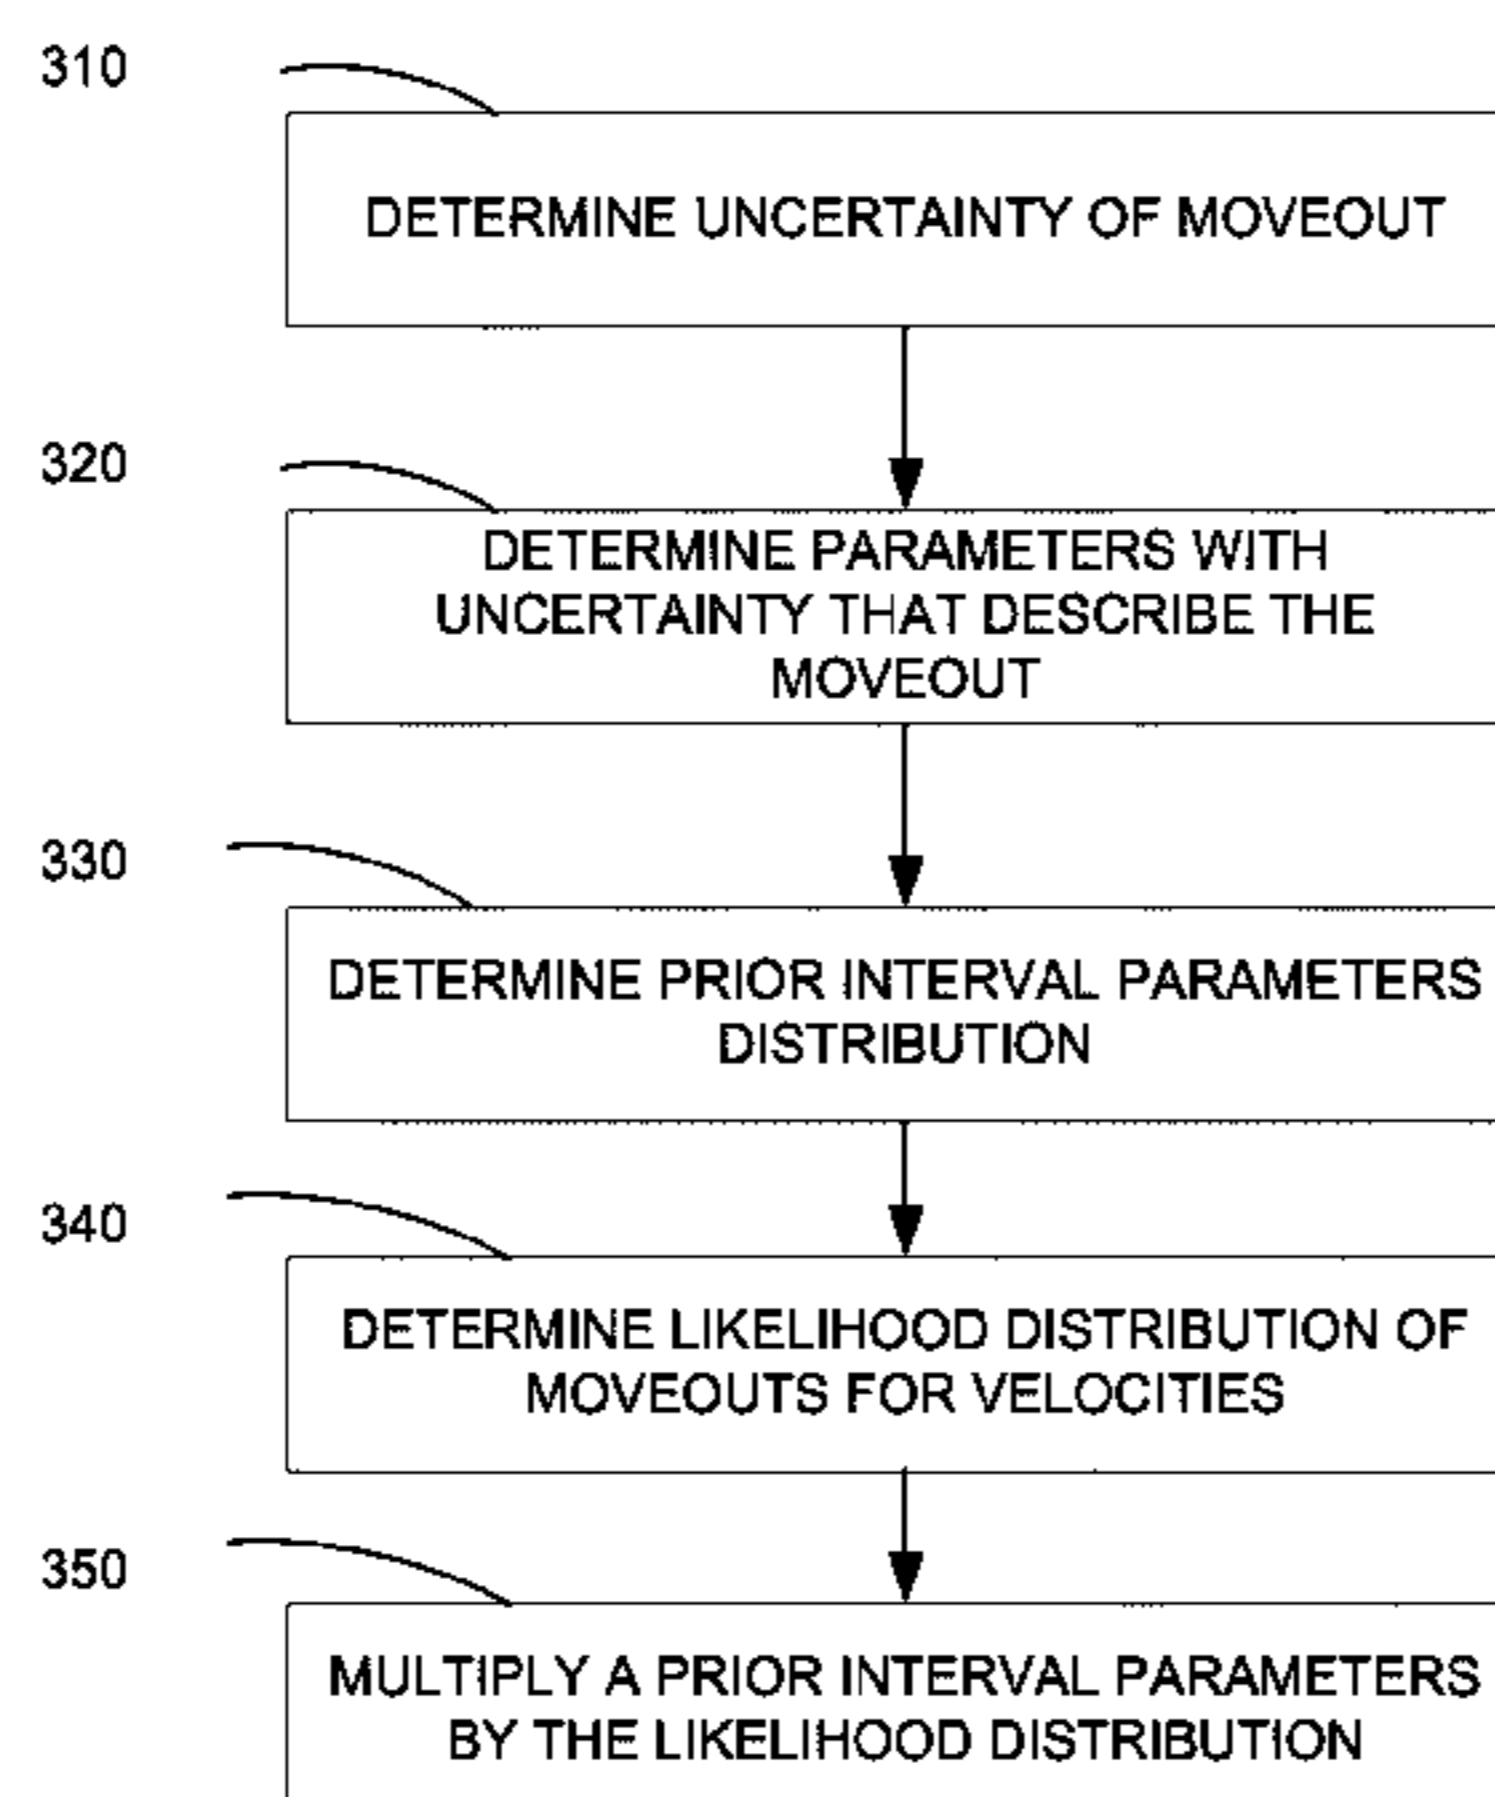 310
DETERMINE UNCERTAINTY OF MOVEOUT
320
DETERMINE PARAMETERS WITH
UNCERTAINTY THAT DESCRIBE THE
MOVEOUT
330
DETERMINE PRIOR INTERVAL PARAMETERS
DISTRIBUTION
340
DETERMINE LIKELIHOOD DISTRIBUTION OF
MOVEOUTS FOR VELOCITIES
350
MULTIPLY A PRIOR INTERVAL PARAMETERS
BY THE LIKELIHOOD DISTRIBUTION